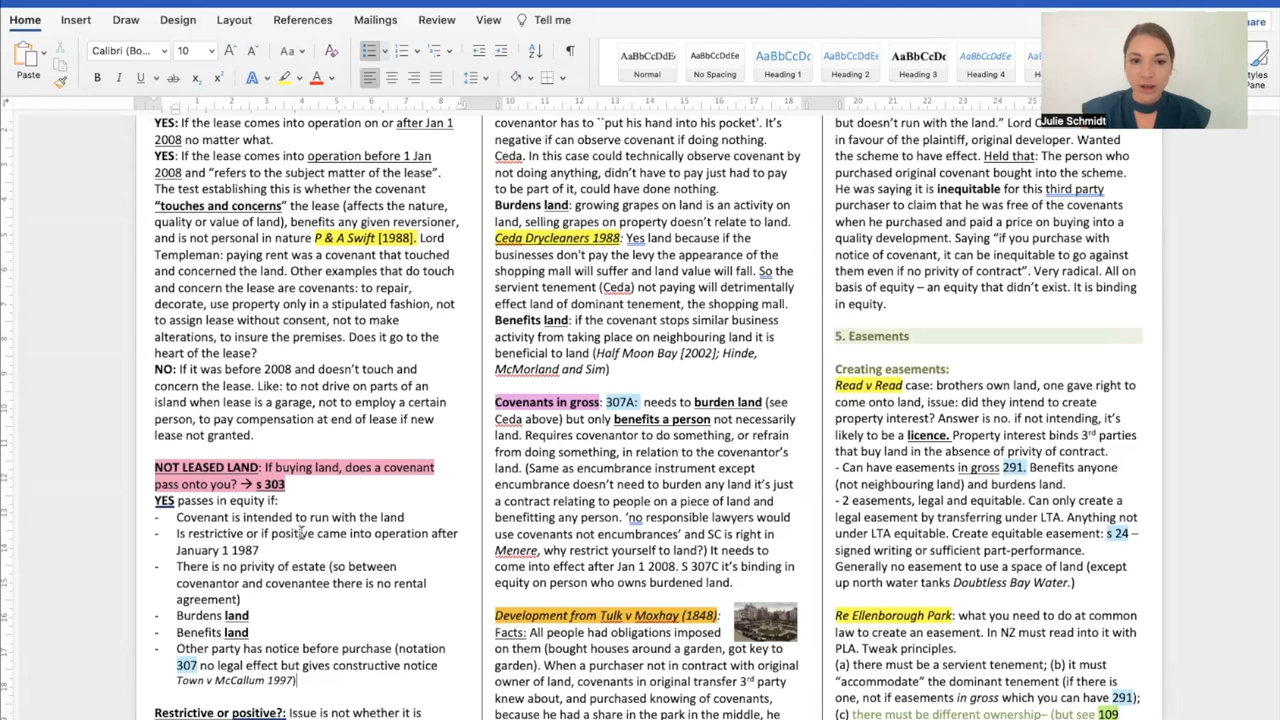 Home Insert Draw Design Layout References Mailings Review View Tell me
Share
Paste
Calibri (Bo... 10
AaBbCcDdEe Normal
AaBbCcDdEe No Spacing
AaBbCcDd Heading 1
AaBbCcDdEe Heading 2
AaBbCcDc Heading 3
AaBbCcDdEe Heading 4
Styles Pane
Julie Schmidt
YES: If the lease comes into operation on or after Jan 1
2008 no matter what.
YES: If the lease comes into operation before 1 Jan
2008 and "refers to the subject matter of the lease".
The test establishing this is whether the covenant
"touches and concerns" the lease (affects the nature,
quality or value of land), benefits any given reversioner,
and is not personal in nature P & A Swift [1988]. Lord
Templeman: paying rent was a covenant that touched
and concerned the land. Other examples that do touch
and concern the lease are covenants: to repair,
decorate, use property only in a stipulated fashion, not
to assign lease without consent, not to make
alterations, to insure the premises. Does it go to the
heart of the lease?
NO: If it was before 2008 and doesn't touch and
concern the lease. Like: to not drive on parts of an
island when lease is a garage, not to employ a certain
person, to pay compensation at end of lease if new
lease not granted.
NOT LEASED LAND: If buying land, does a covenant
pass onto you? → s 303
YES passes in equity if:
- Covenant is intended to run with the land
- Is restrictive or if positive came into operation after
January 1 1987
- There is no privity of estate (so between
covenantor and covenantee there is no rental
agreement)
- Burdens land
- Benefits land
- Other party has notice before purchase (notation
307 no legal effect but gives constructive notice
Town v McCallum 1997)
Restrictive or positive?: Issue is not whether it is
covenantor has to ``put his hand into his pocket'. It's
negative if can observe covenant if doing nothing.
Ceda. In this case could technically observe covenant by
not doing anything, didn't have to pay just had to pay
to be part of it, could have done nothing.
Burdens land: growing grapes on land is an activity on
land, selling grapes on property doesn't relate to land.
Ceda Drycleaners 1988: Yes land because if the
businesses don't pay the levy the appearance of the
shopping mall will suffer and land value will fall. So the
servient tenement (Ceda) not paying will detrimentally
effect land of dominant tenement, the shopping mall.
Benefits land: if the covenant stops similar business
activity from taking place on neighbouring land it is
beneficial to land (Half Moon Bay [2002]; Hinde,
McMorland and Sim)
Covenants in gross: 307A: needs to burden land (see
Ceda above) but only benefits a person not necessarily
land. Requires covenantor to do something, or refrain
from doing something, in relation to the covenantor's
land. (Same as encumbrance instrument except
encumbrance doesn't need to burden any land it's just
a contract relating to people on a piece of land and
benefitting any person. 'no responsible lawyers would
use covenants not encumbrances' and SC is right in
Menere, why restrict yourself to land?) It needs to
come into effect after Jan 1 2008. S 307C it's binding in
equity on person who owns burdened land.
Development from Tulk v Moxhay (1848):
Facts: All people had obligations imposed
on them (bought houses around a garden, got key to
garden). When a purchaser not in contract with original
owner of land, covenants in original transfer 3rd party
knew about, and purchased knowing of covenants,
because he had a share in the park in the middle, he
but doesn't run with the land." Lord
in favour of the plaintiff, original developer. Wanted
the scheme to have effect. Held that: The person who
purchased original covenant bought into the scheme.
He was saying it is inequitable for this third party
purchaser to claim that he was free of the covenants
when he purchased and paid a price on buying into a
quality development. Saying "if you purchase with
notice of covenant, it can be inequitable to go against
them even if no privity of contract". Very radical. All on
basis of equity – an equity that didn't exist. It is binding
in equity.
5. Easements
Creating easements:
Read v Read case: brothers own land, one gave right to
come onto land, issue: did they intend to create
property interest? Answer is no. if not intending, it's
likely to be a licence. Property interest binds 3rd parties
that buy land in the absence of privity of contract.
- Can have easements in gross 291. Benefits anyone
(not neighbouring land) and burdens land.
- 2 easements, legal and equitable. Can only create a
legal easement by transferring under LTA. Anything not
under LTA equitable. Create equitable easement: s 24 –
signed writing or sufficient part-performance.
Generally no easement to use a space of land (except
up north water tanks Doubtless Bay Water.)
Re Ellenborough Park: what you need to do at common
law to create an easement. In NZ must read into it with
PLA. Tweak principles.
(a) there must be a servient tenement; (b) it must
"accommodate" the dominant tenement (if there is
one, not if easements in gross which you can have 291);
(c) there must be different ownership– (but see 109